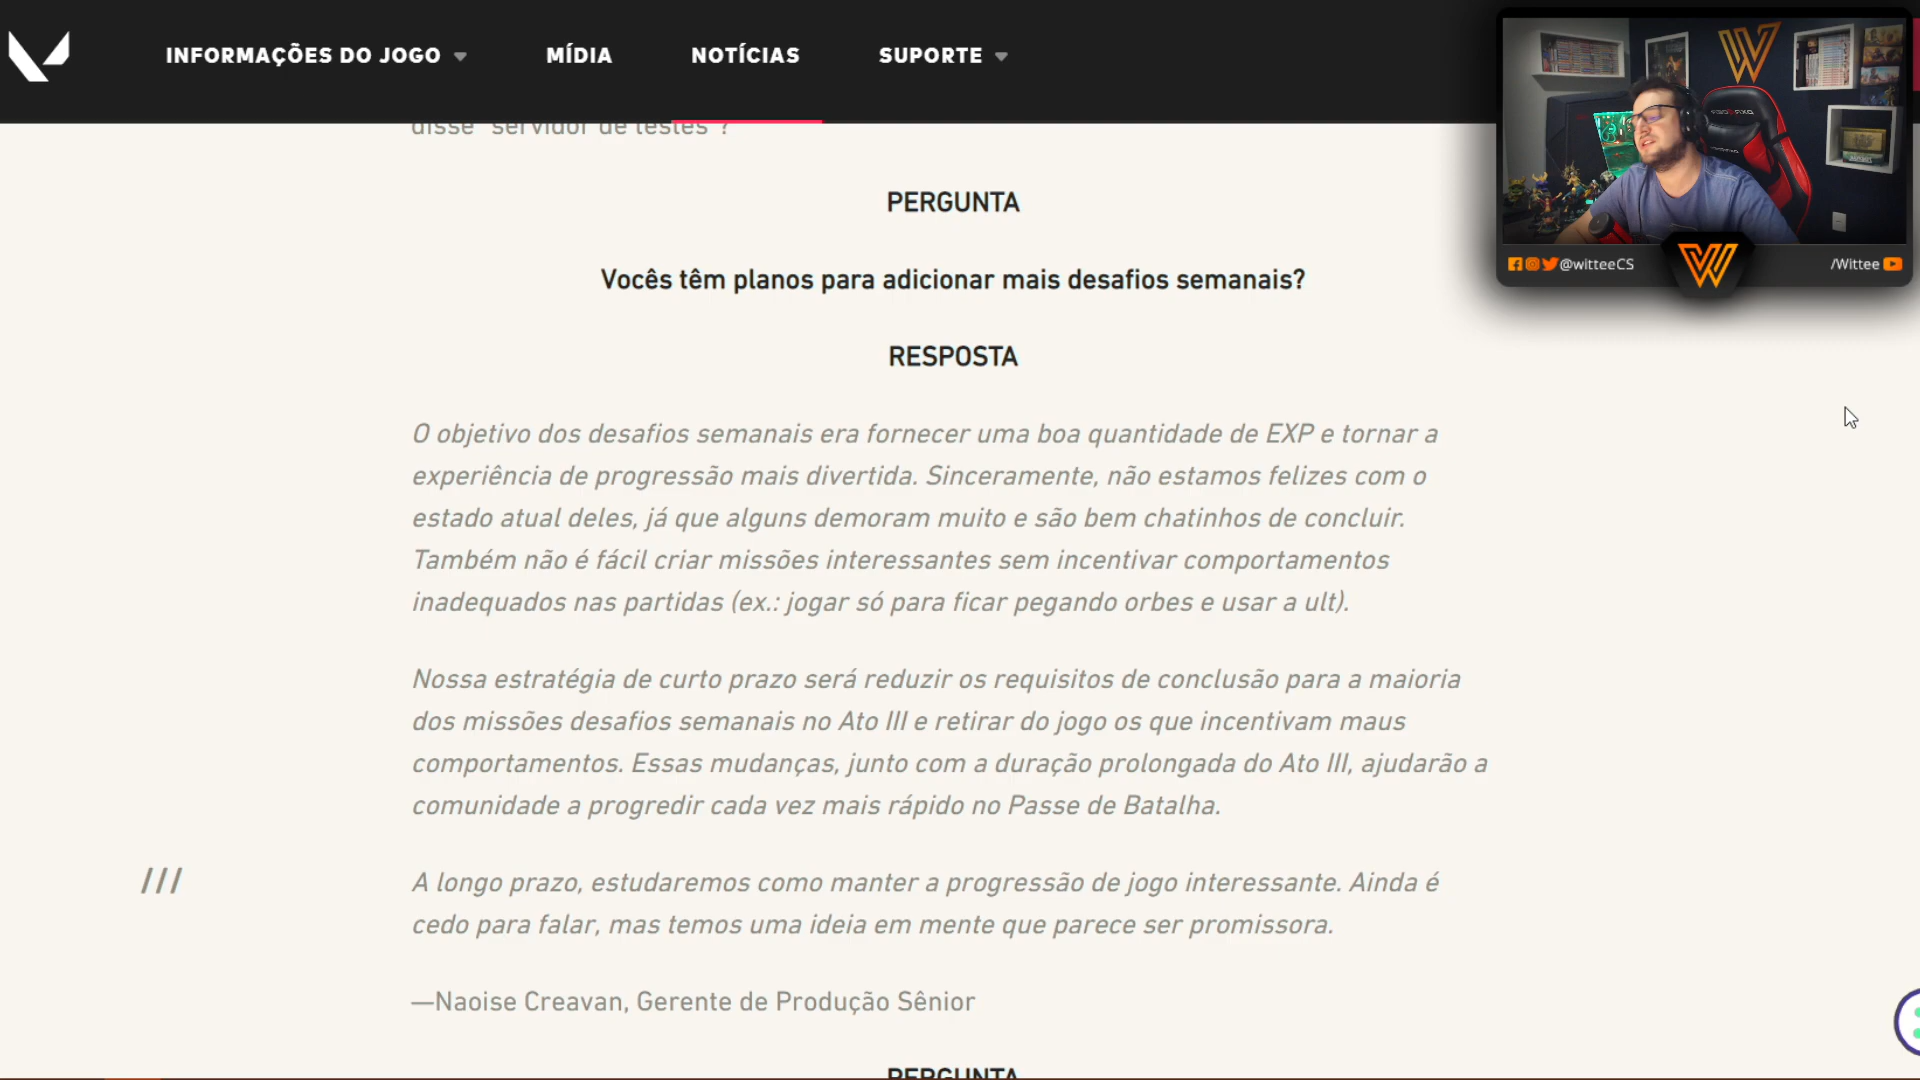 INFORMAÇÕES DO JOGO
MÍDIA
NOTÍCIAS
SUPORTE
disse "servidor de testes"?
PERGUNTA
Vocês têm planos para adicionar mais desafios semanais?
RESPOSTA
O objetivo dos desafios semanais era fornecer uma boa quantidade de EXP e tornar a
experiência de progressão mais divertida. Sinceramente, não estamos felizes com o
estado atual deles, já que alguns demoram muito e são bem chatinhos de concluir.
Também não é fácil criar missões interessantes sem incentivar comportamentos
inadequados nas partidas (ex.: jogar só para ficar pegando orbes e usar a ult).
Nossa estratégia de curto prazo será reduzir os requisitos de conclusão para a maioria
dos missões desafios semanais no Ato III e retirar do jogo os que incentivam maus
comportamentos. Essas mudanças, junto com a duração prolongada do Ato III, ajudarão a
comunidade a progredir cada vez mais rápido no Passe de Batalha.
///
A longo prazo, estudaremos como manter a progressão de jogo interessante. Ainda é
cedo para falar, mas temos uma ideia em mente que parece ser promissora.
—Naoise Creavan, Gerente de Produção Sênior
PERGUNTA
@witteeCS
/Wittee